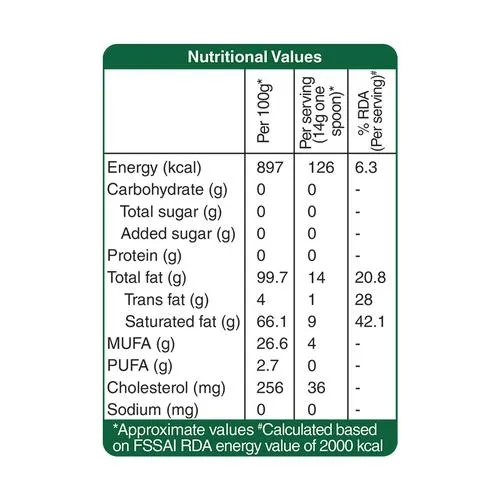 Nutritional Values
Per 100g*
Per serving
(14g one
spoon)*
% RDA
(Per serving)#
Energy (kcal) 897 126 6.3
Carbohydrate (g) 0 0 -
Total sugar (g) 0 0 -
Added sugar (g) 0 0 -
Protein (g) 0 0 -
Total fat (g) 99.7 14 20.8
Trans fat (g) 4 1 28
Saturated fat (g) 66.1 9 42.1
MUFA (g) 26.6 4 -
PUFA (g) 2.7 0 -
Cholesterol (mg) 256 36 -
Sodium (mg) 0 0 -
*Approximate values #Calculated based
on FSSAI RDA energy value of 2000 kcal